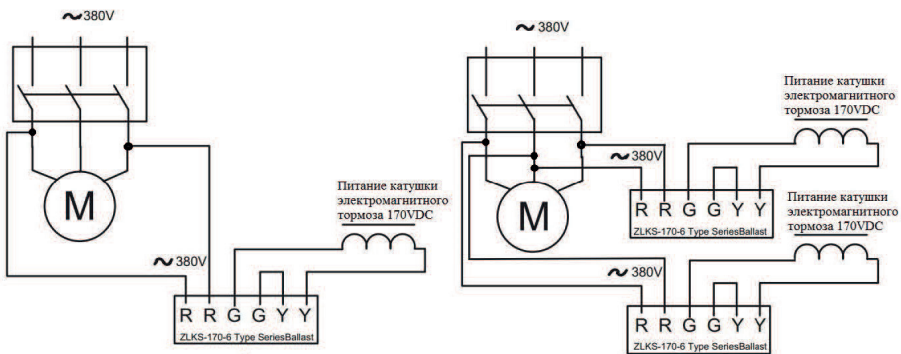 ~380V
M
Питание катушки
электромагнитного
тормоза 170VDC
~380V
R R G G Y Y
ZLKS-170-6 Type SeriesBallast
~380V
Питание катушки
электромагнитного
тормоза 170VDC
~380V
M
R R G G Y Y
ZLKS-170-6 Type SeriesBallast
Питание катушки
электромагнитного
тормоза 170VDC
~380V
R R G G Y Y
ZLKS-170-6 Type SeriesBallast